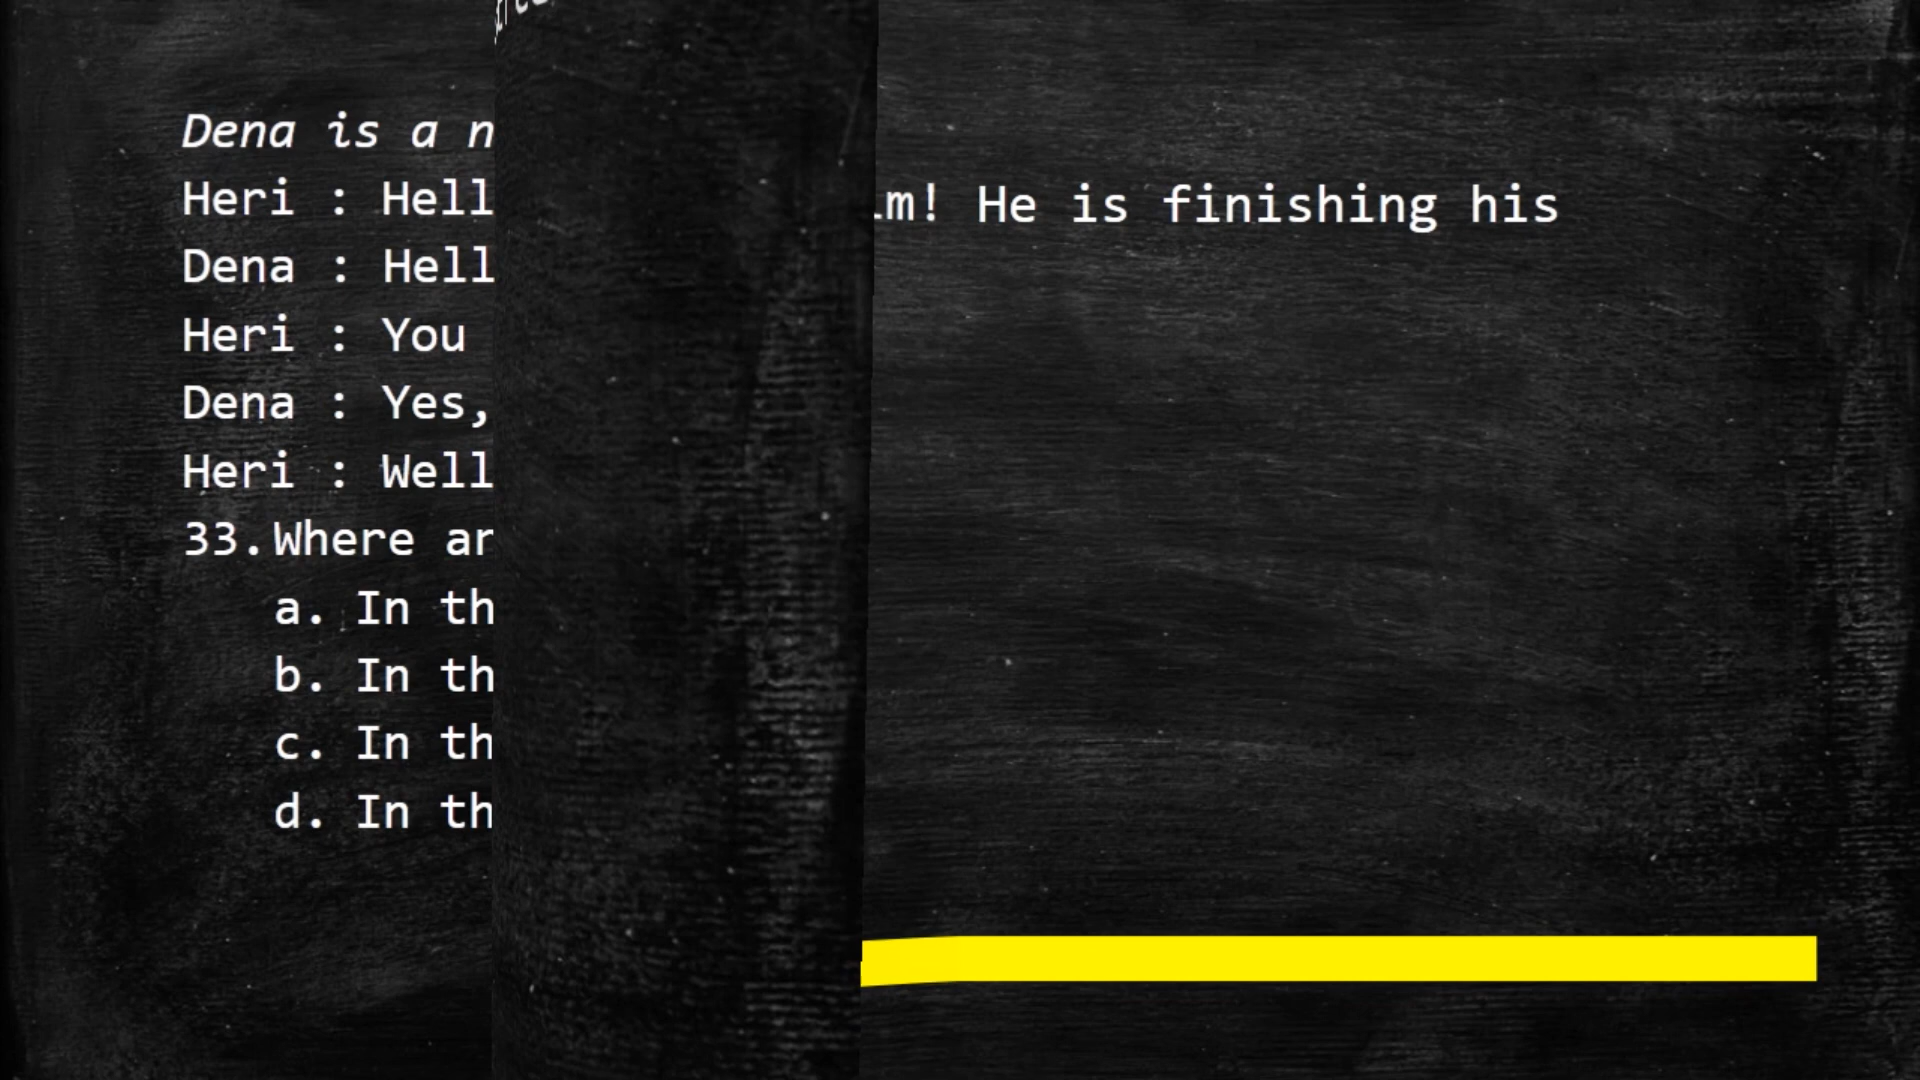 Dena is a n
Heri : Hell
Dena : Hell
Heri : You
Dena : Yes,
Heri : Well
33.Where ar
a. In th
b. In th
c. In th
d. In th
m! He is finishing his